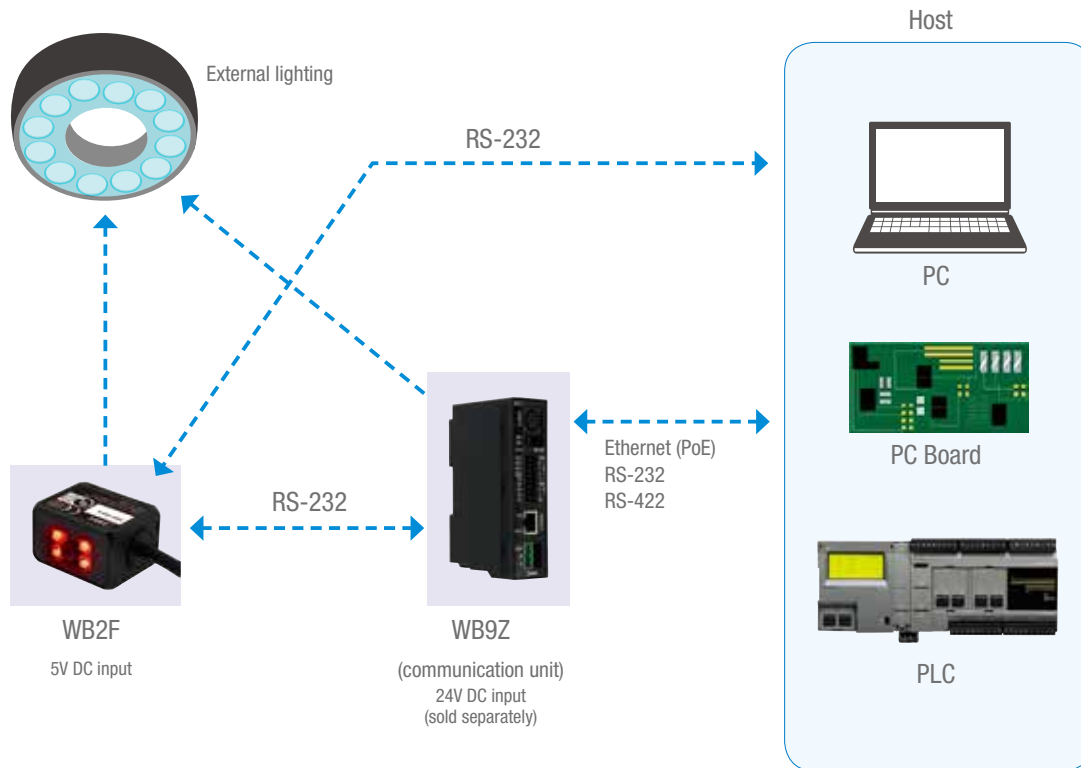 Host
External lighting
RS-232
PC
Ethernet (PoE)
RS-232
RS-422
PC Board
RS-232
WB2F
5V DC input
WB9Z
(communication unit)
24V DC input
(sold separately)
PLC